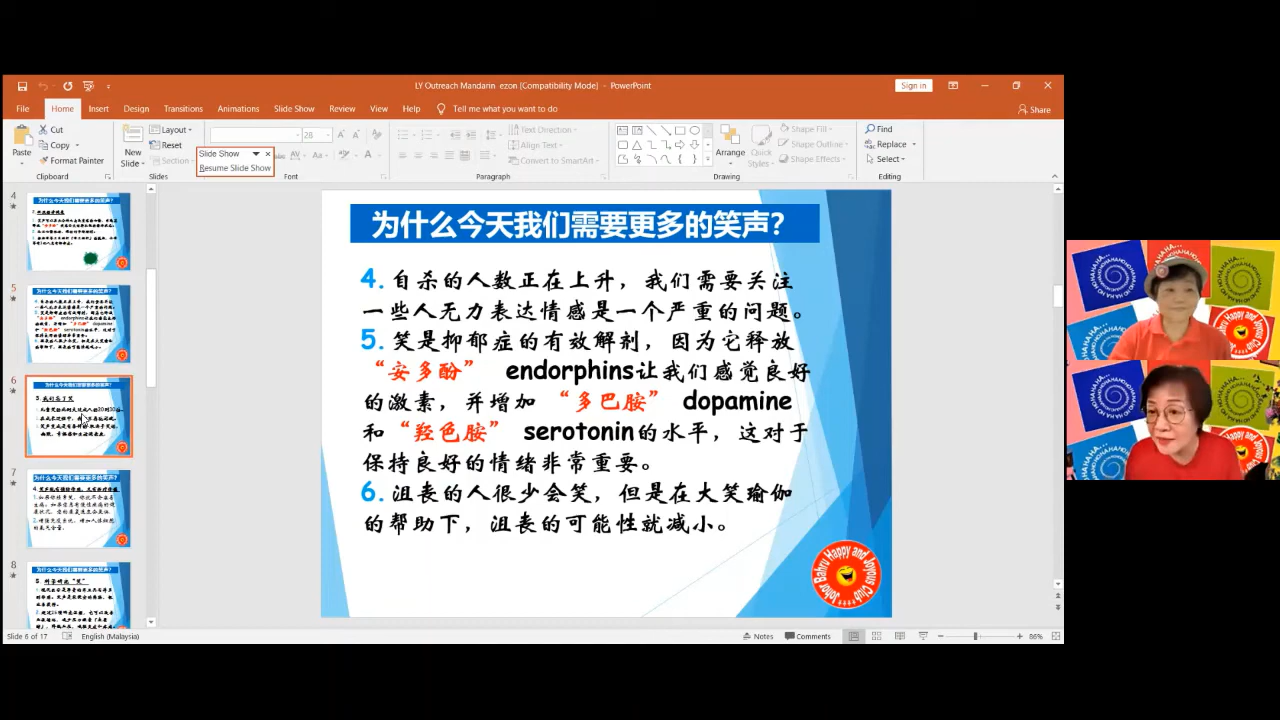 LY Outreach Mandarin ezon [Compatibility Mode] - PowerPoint
Sign in
File Home Insert Design Transitions Animations Slide Show Review View Help Tell me what you want to do
Share
Paste
Cut
Copy
Format Painter
Clipboard
New Slide
Layout
Reset
Section
Slides
Slide Show
Resume Slide Show
28
Font
Text Direction
Align Text
Convert to SmartArt
Paragraph
Arrange
Quick Styles
Shape Fill
Shape Outline
Shape Effects
Drawing
Find
Replace
Select
Editing
4
5
6
7
8
为什么今天我们需要更多的笑声?
4. 自杀的人数正在上升，我们需要关注
一些人无力表达情感是一个严重的问题。
5. 笑是抑郁症的有效解剂，因为它释放
“安多酚” endorphins让我们感觉良好
的激素，并增加 “多巴胺” dopamine
和“羟色胺” serotonin的水平，这对于
保持良好的情绪非常重要。
6. 沮丧的人很少会笑，但是在大笑瑜伽
的帮助下，沮丧的可能性就减小。
Johor Bahru Happy and Joyous Club
Slide 6 of 17
English (Malaysia)
Notes
Comments
86%